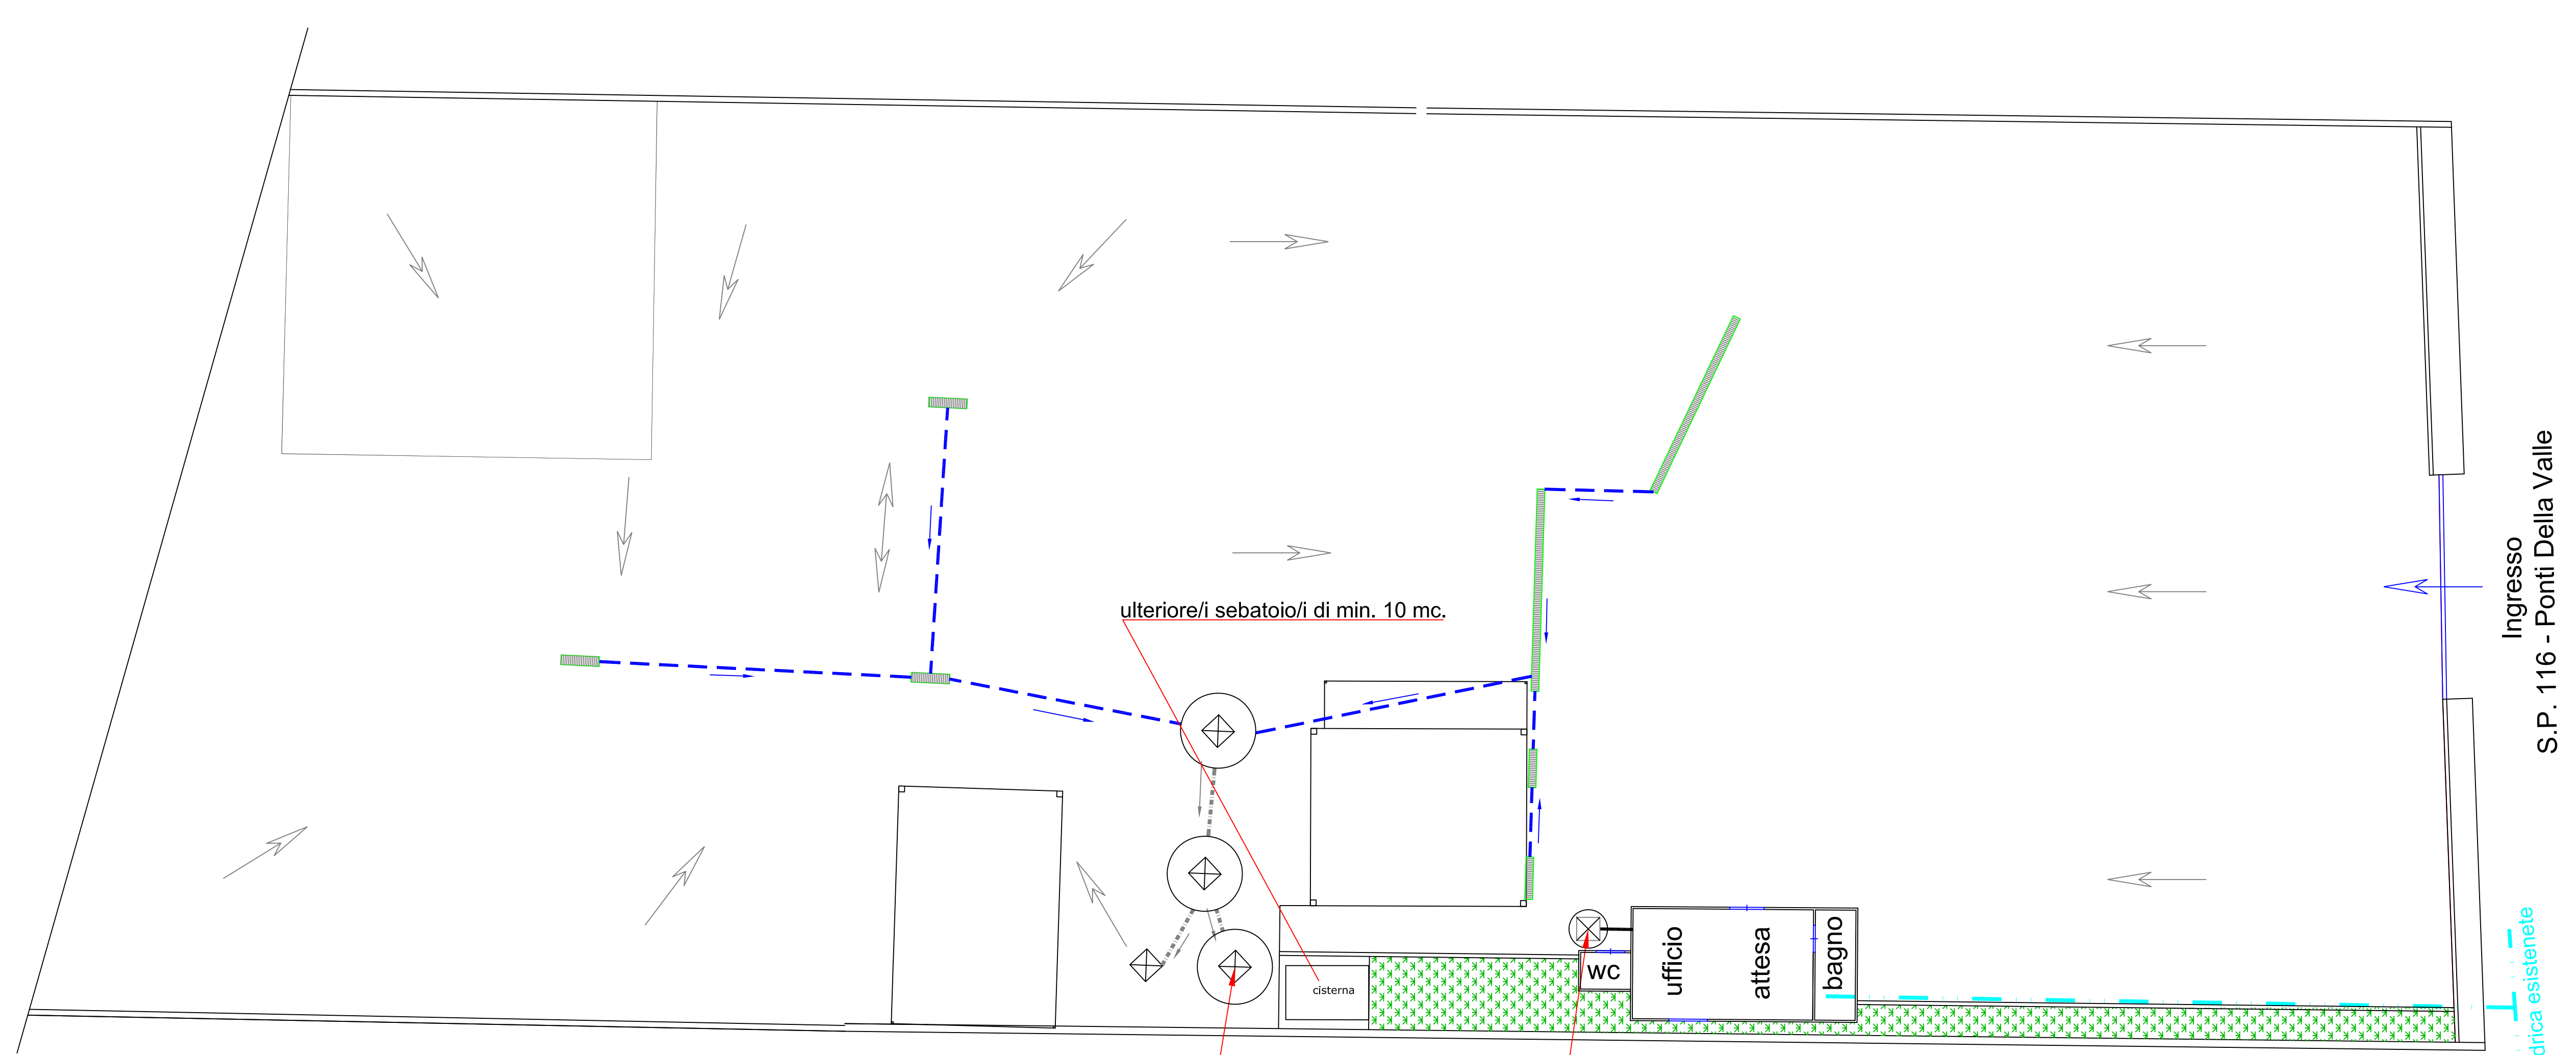 ulteriore/i sebatoio/i di min. 10 mc.
cisterna
wc
ufficio
attesa
bagno
Ingresso
S.P. 116 - Ponti Della Valle
drica esistenete